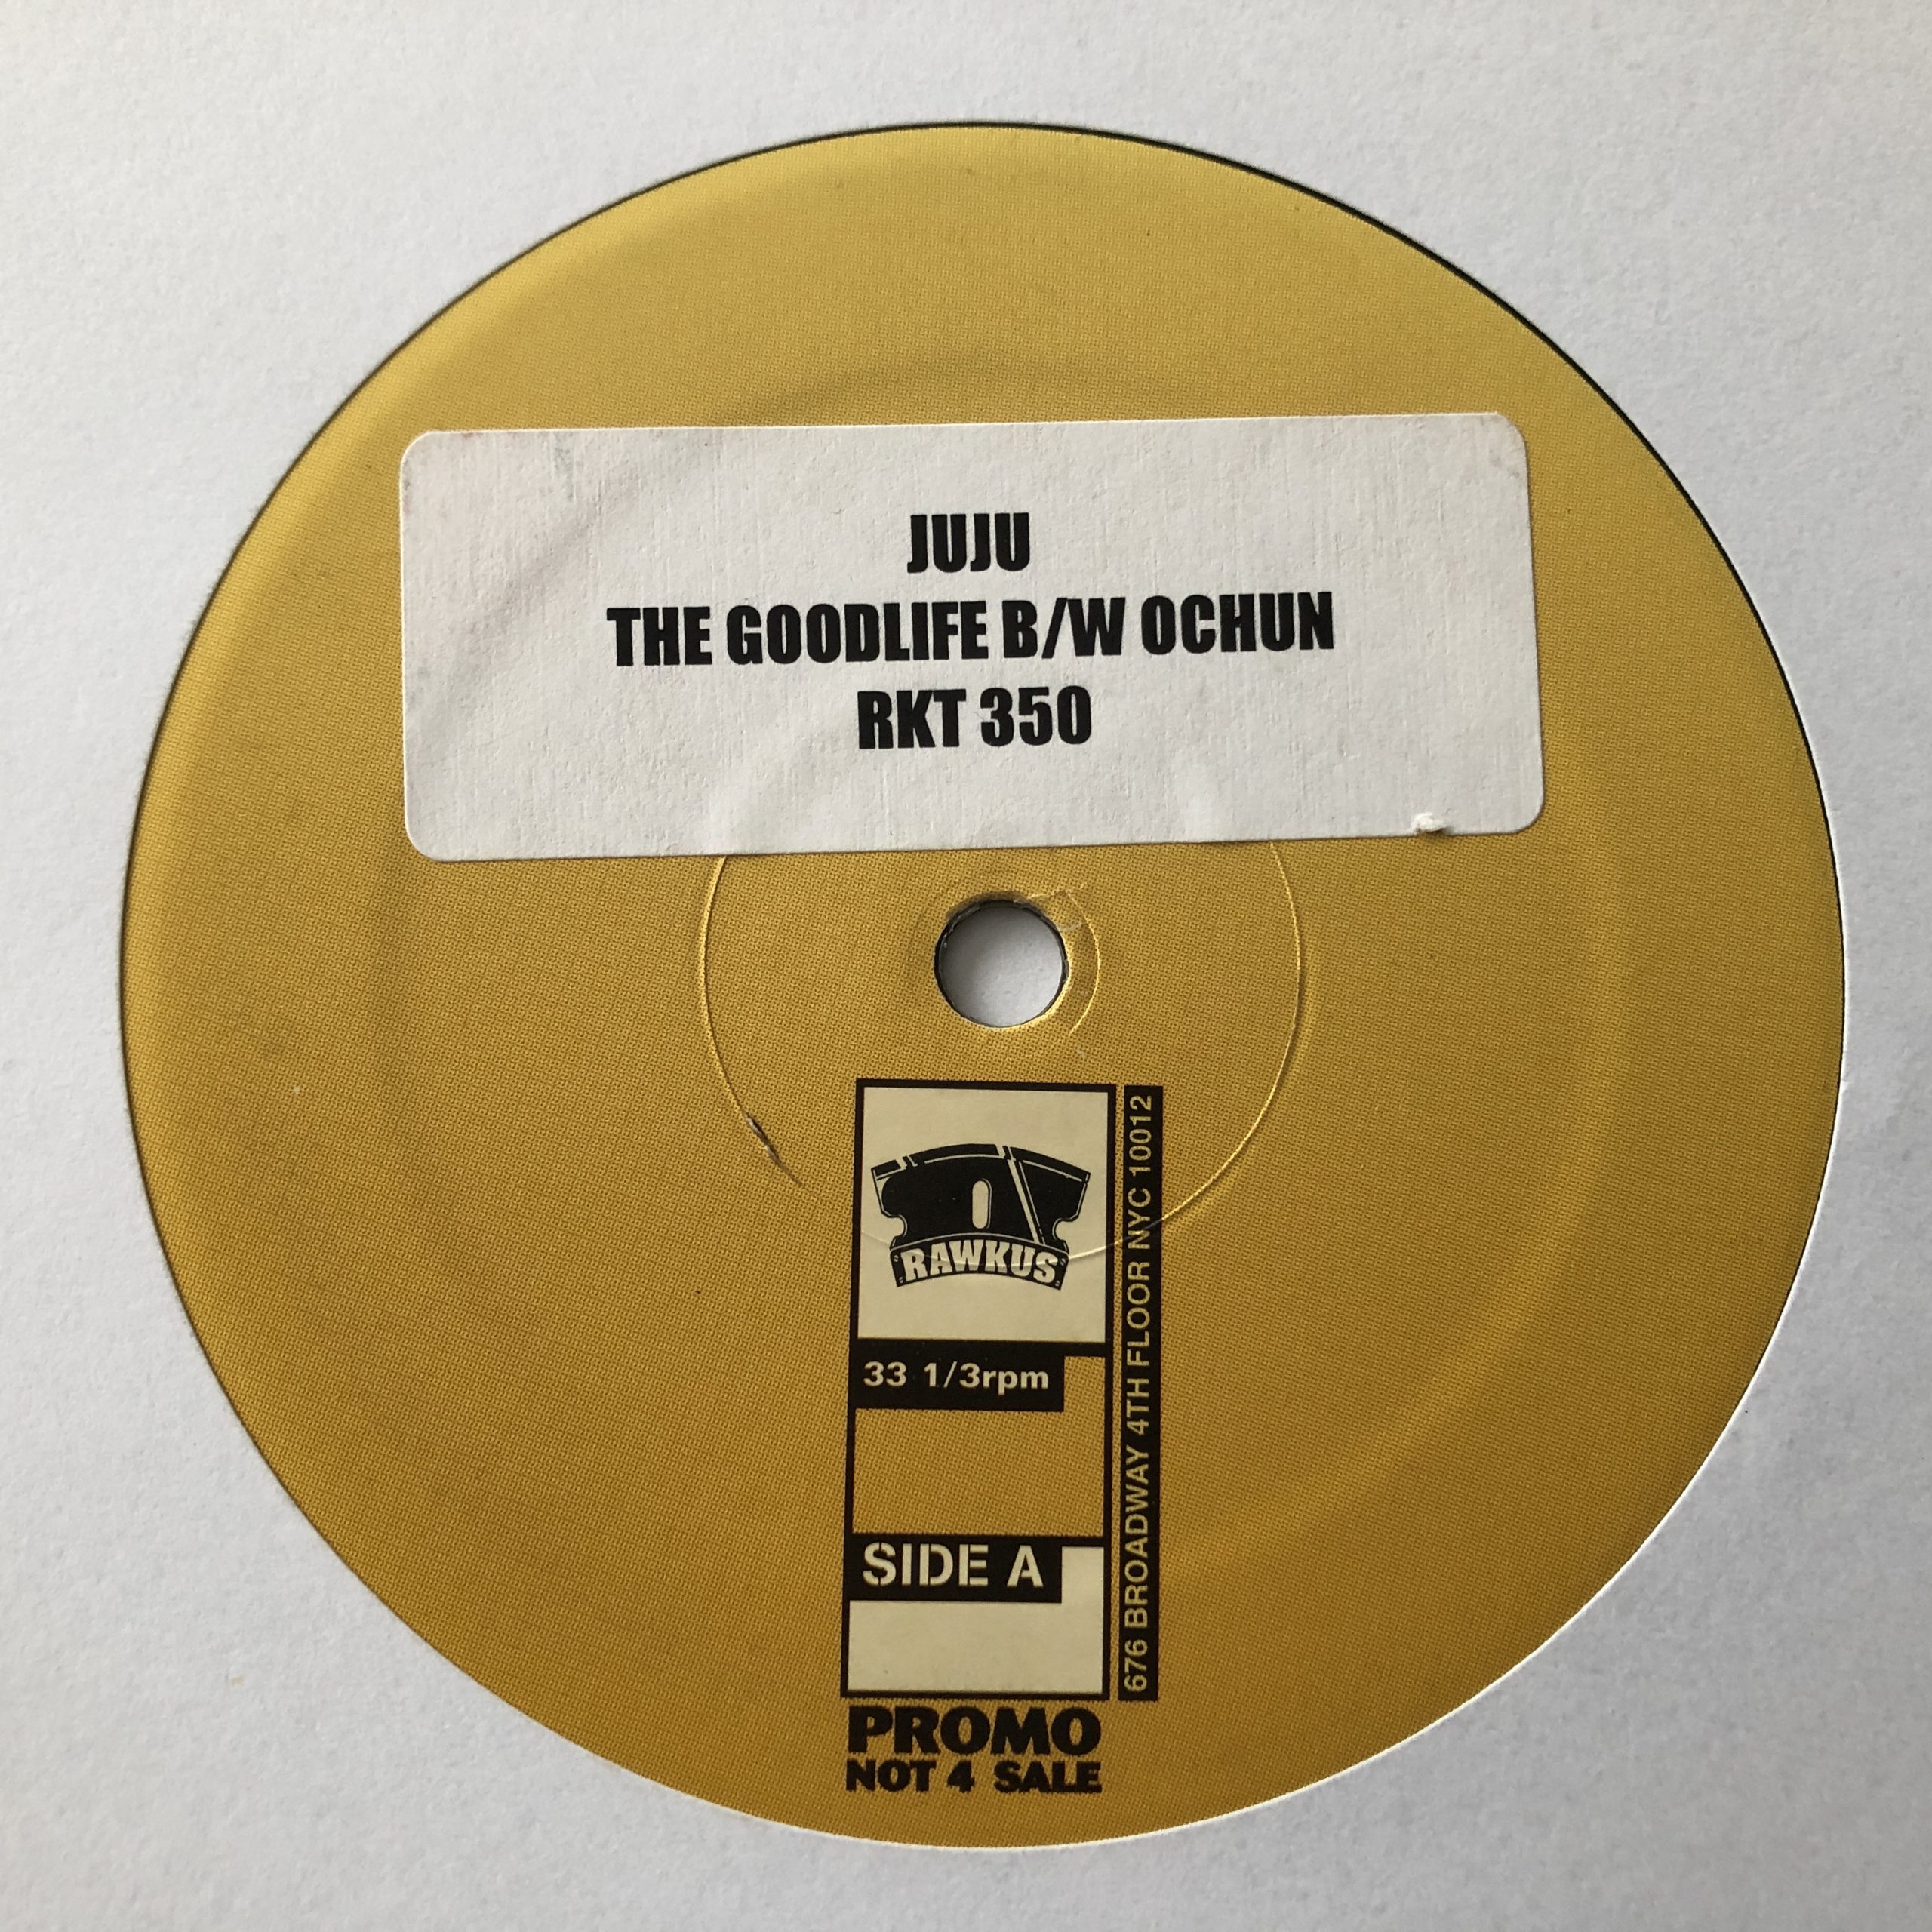 JUJU
THE GOODLIFE B/W OCHUN
RKT 350
RAWKUS
33 1/3rpm
SIDE A
PROMO
NOT 4 SALE
676 BROADWAY 4TH FLOOR NYC 10012